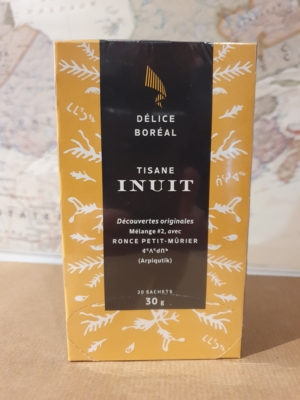 DÉLICE
BORÉAL
TISANE
INUIT
Découvertes originales
Mélange #2, avec
RONCE PETIT-MÛRIER
(Arpiqutik)
20 SACHETS
30 g